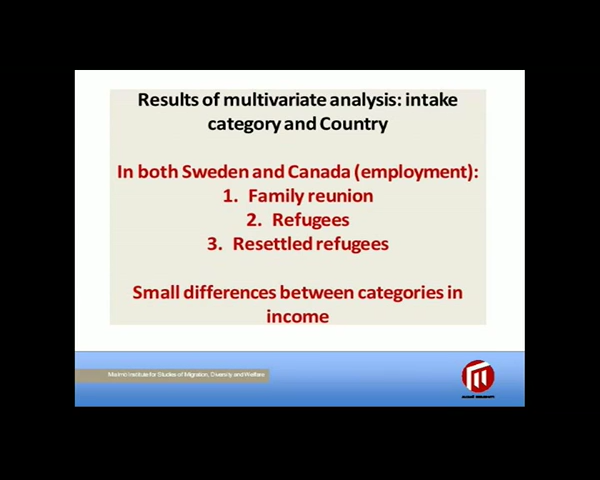 Results of multivariate analysis: intake
category and Country
In both Sweden and Canada (employment):
1. Family reunion
2. Refugees
3. Resettled refugees
Small differences between categories in
income
Malmö Institute for Studies of Migration, Diversity and Welfare